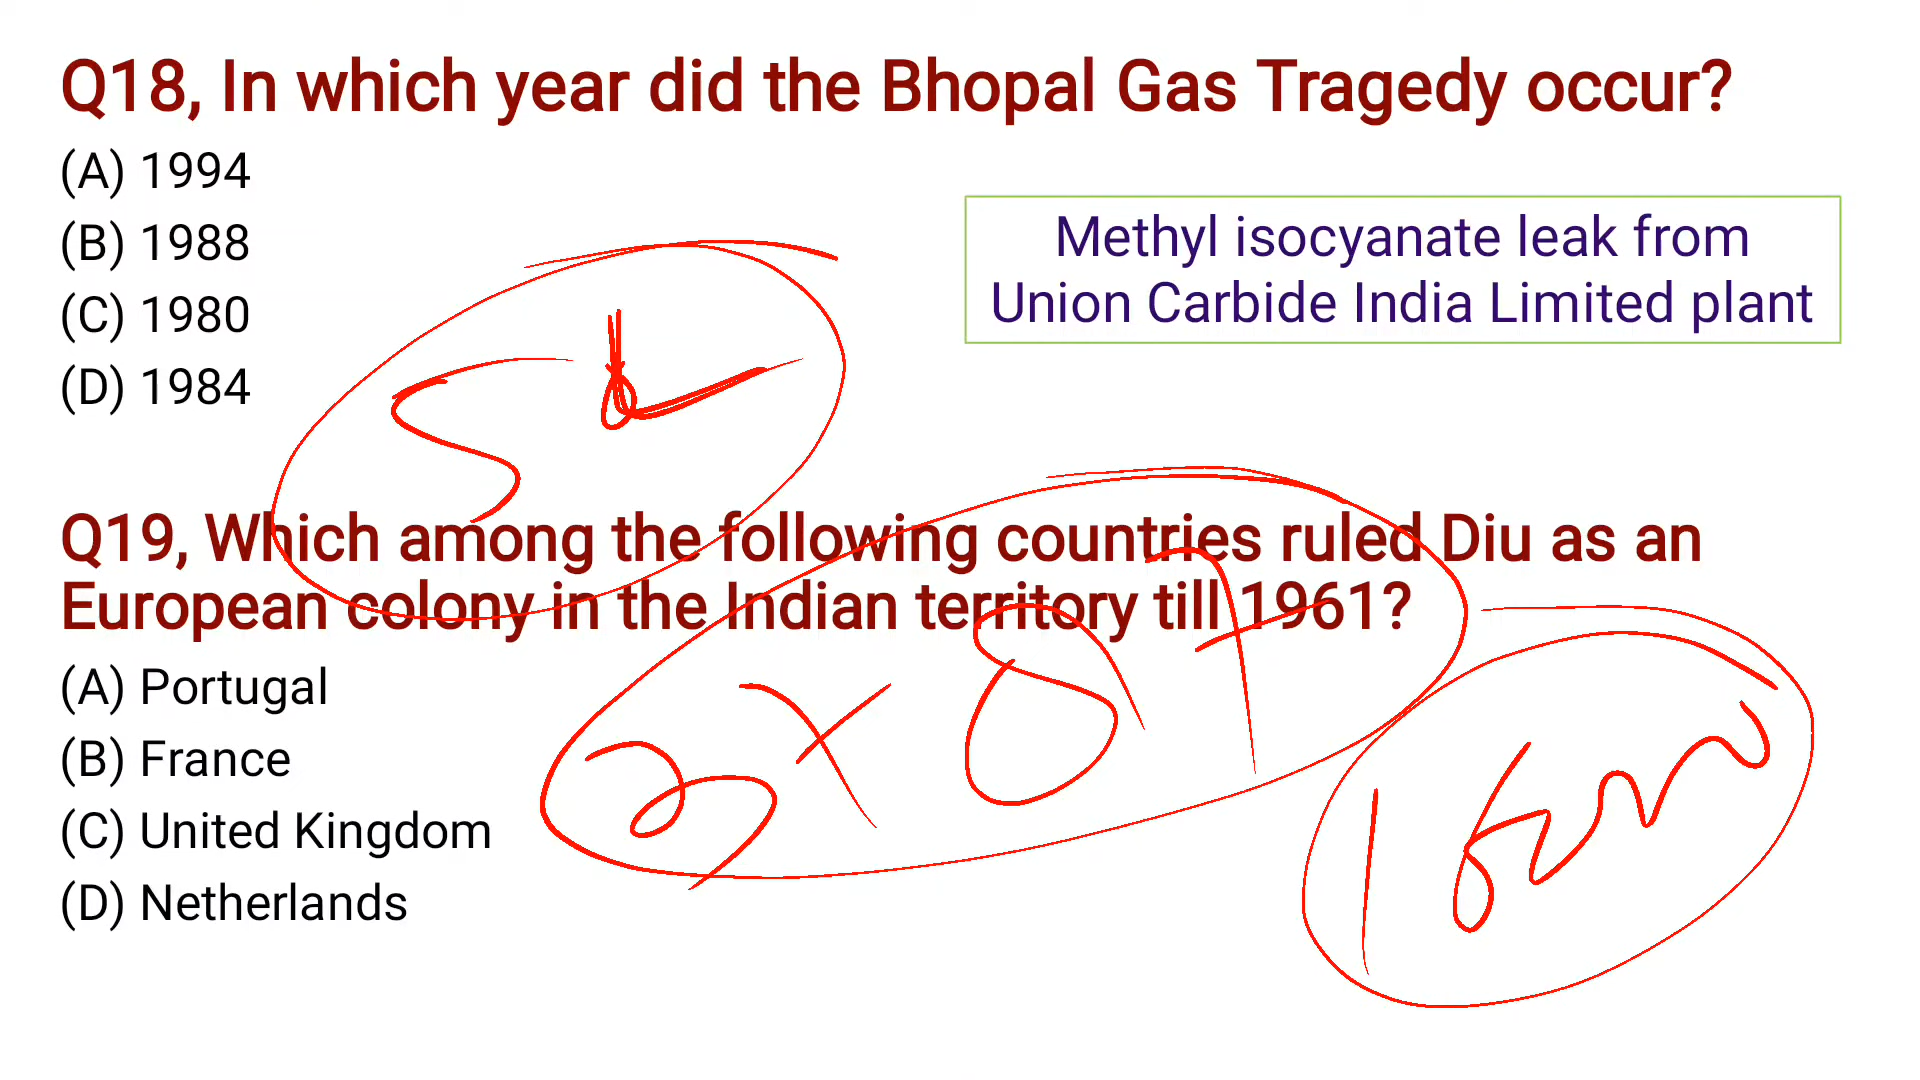 Q18, In which year did the Bhopal Gas Tragedy occur?
(A) 1994
(B) 1988
(C) 1980
(D) 1984
Methyl isocyanate leak from
Union Carbide India Limited plant
Q19, Which among the following countries ruled Diu as an
European colony in the Indian territory till 1961?
(A) Portugal
(B) France
(C) United Kingdom
(D) Netherlands